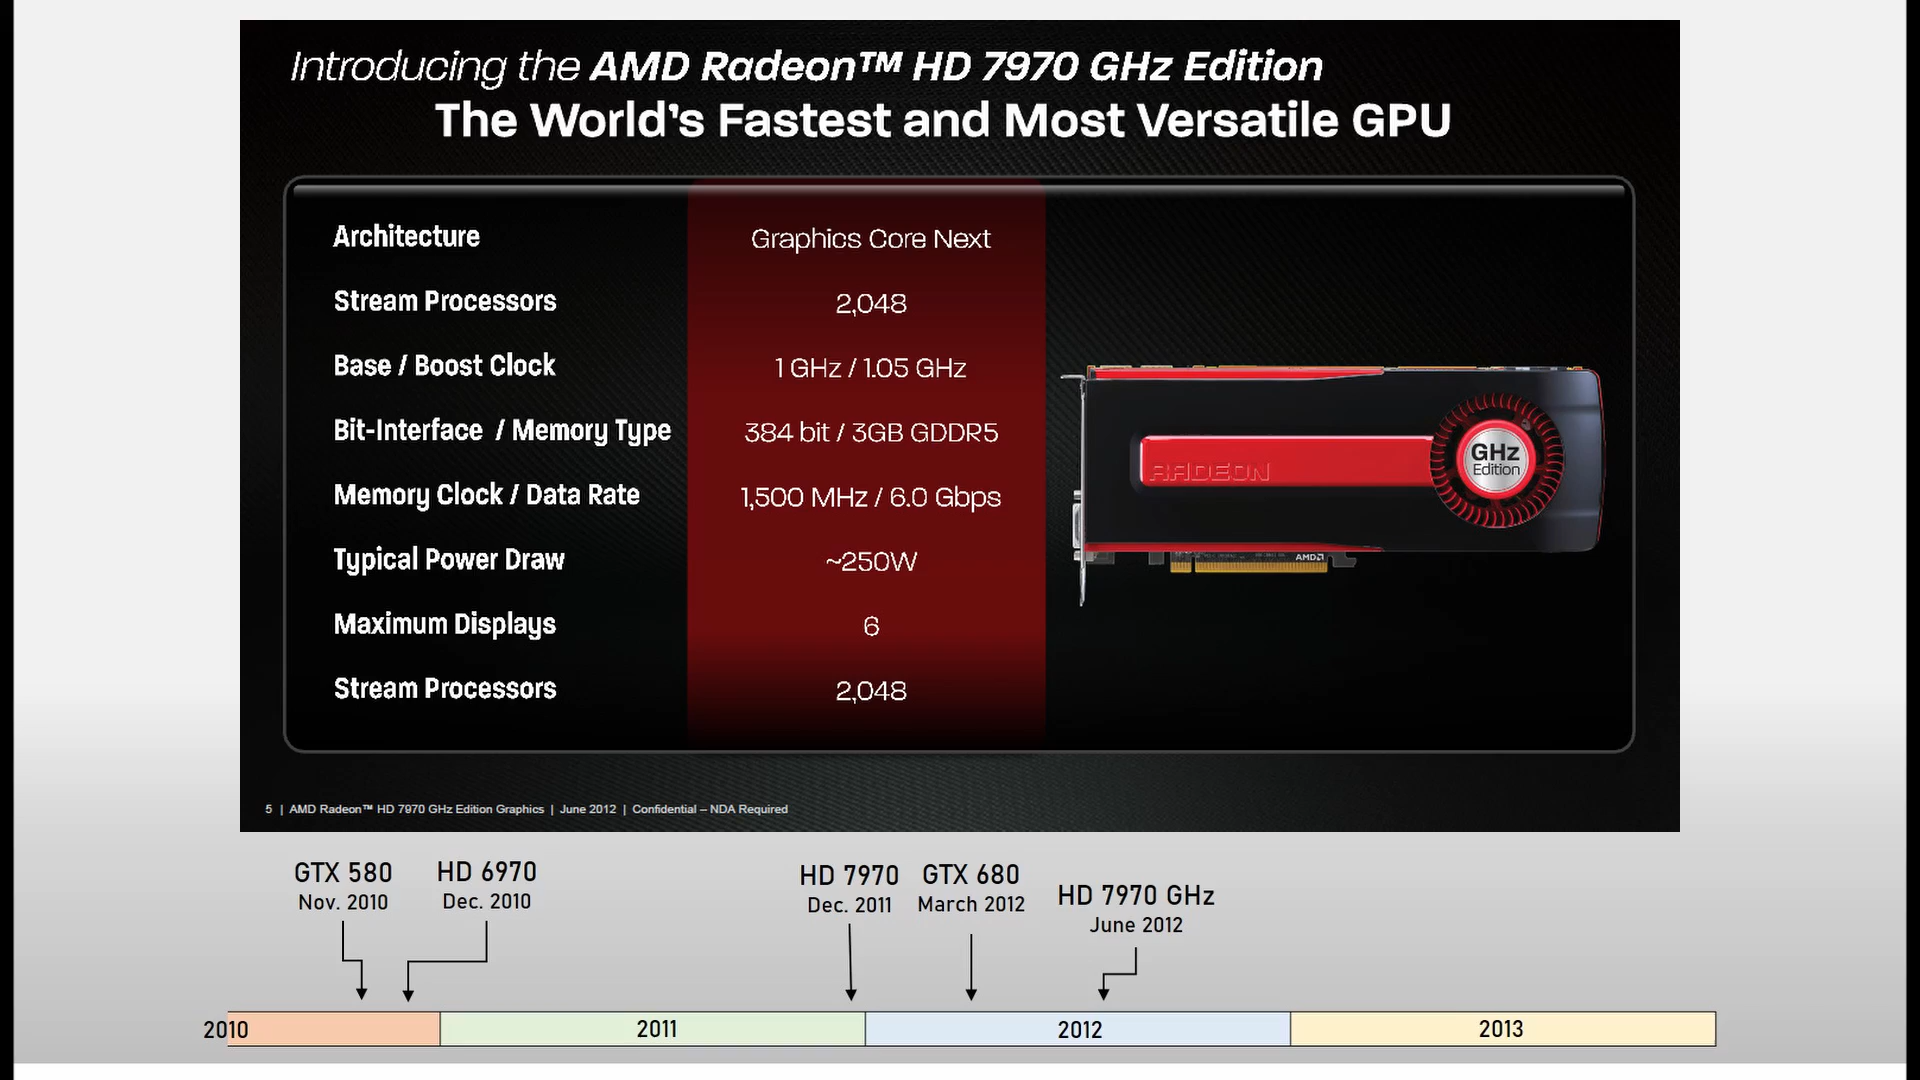 Introducing the AMD Radeon™ HD 7970 GHz Edition
The World's Fastest and Most Versatile GPU
Architecture Graphics Core Next
Stream Processors 2,048
Base / Boost Clock 1 GHz / 1.05 GHz
Bit-Interface / Memory Type 384 bit / 3GB GDDR5
Memory Clock / Data Rate 1,500 MHz / 6.0 Gbps
Typical Power Draw ~250W
Maximum Displays 6
Stream Processors 2,048
RADEON
GHz
Edition
AMD
5 | AMD Radeon™ HD 7970 GHz Edition Graphics | June 2012 | Confidential – NDA Required
GTX 580
Nov. 2010
HD 6970
Dec. 2010
HD 7970
Dec. 2011
GTX 680
March 2012
HD 7970 GHz
June 2012
2010 2011 2012 2013